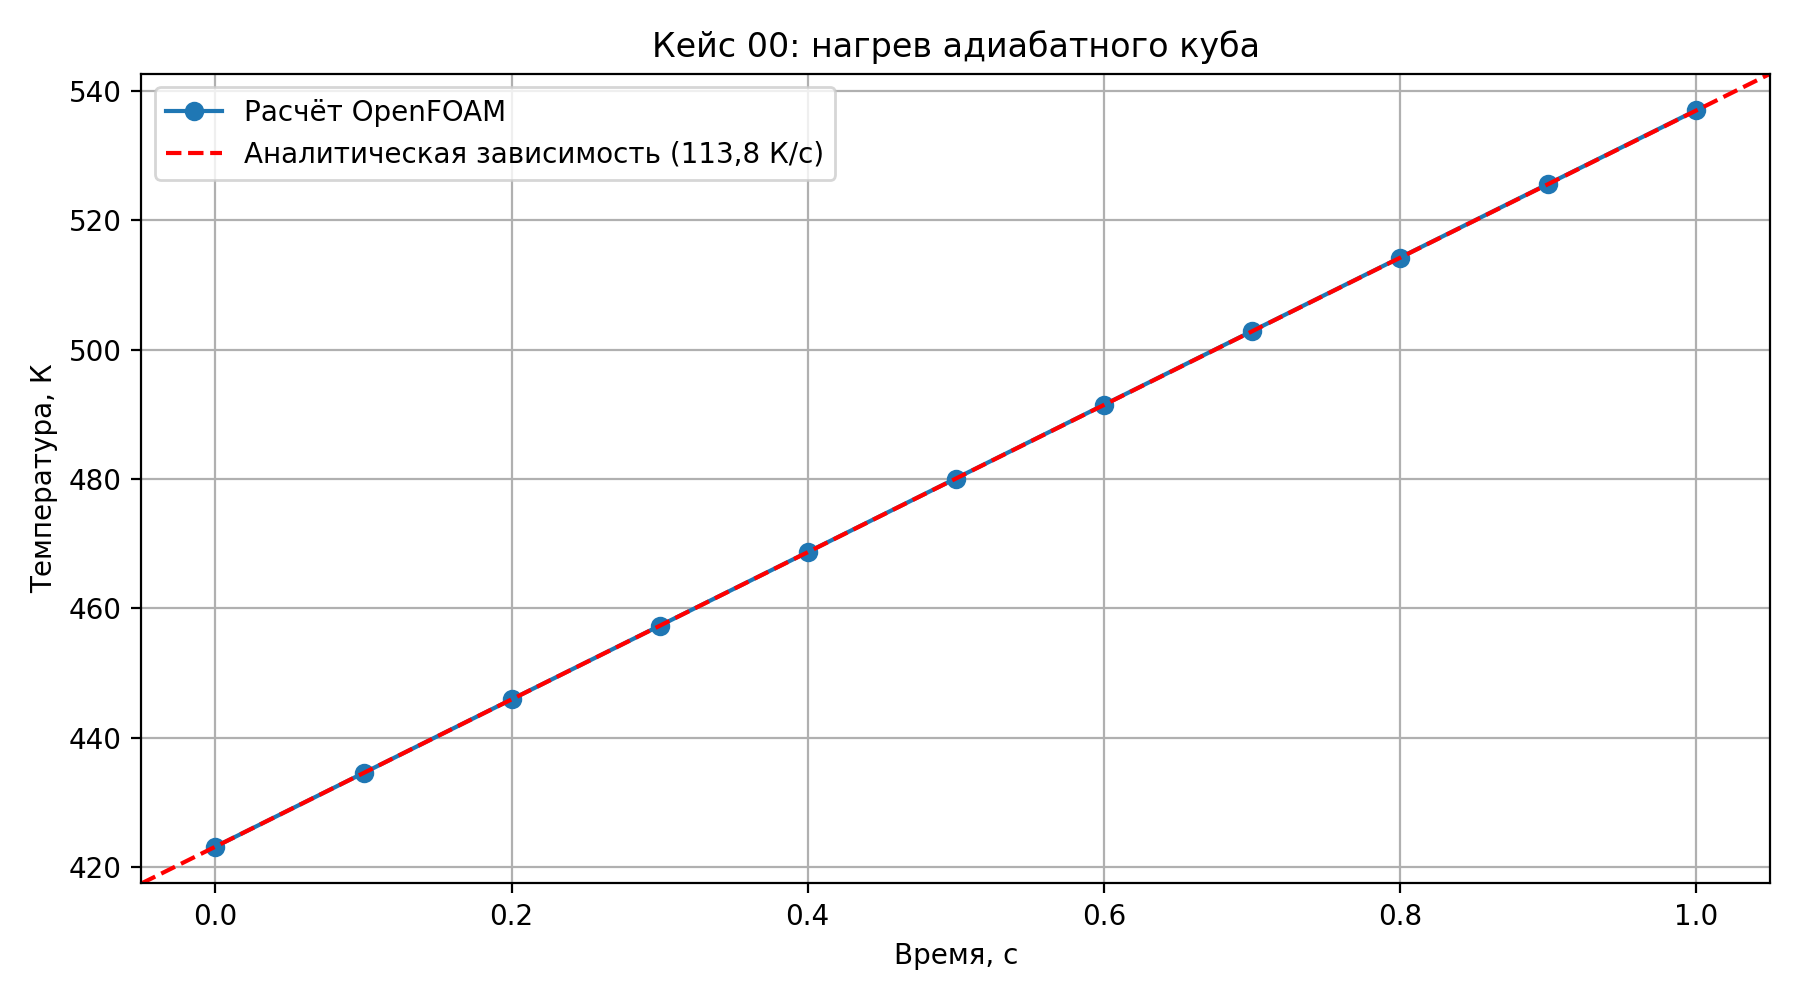 Кейс 00: нагрев адиабатного куба
Расчёт OpenFOAM
Аналитическая зависимость (113,8 К/с)
Температура, К
540
520
500
480
460
440
420
0.0 0.2 0.4 0.6 0.8 1.0
Время, с